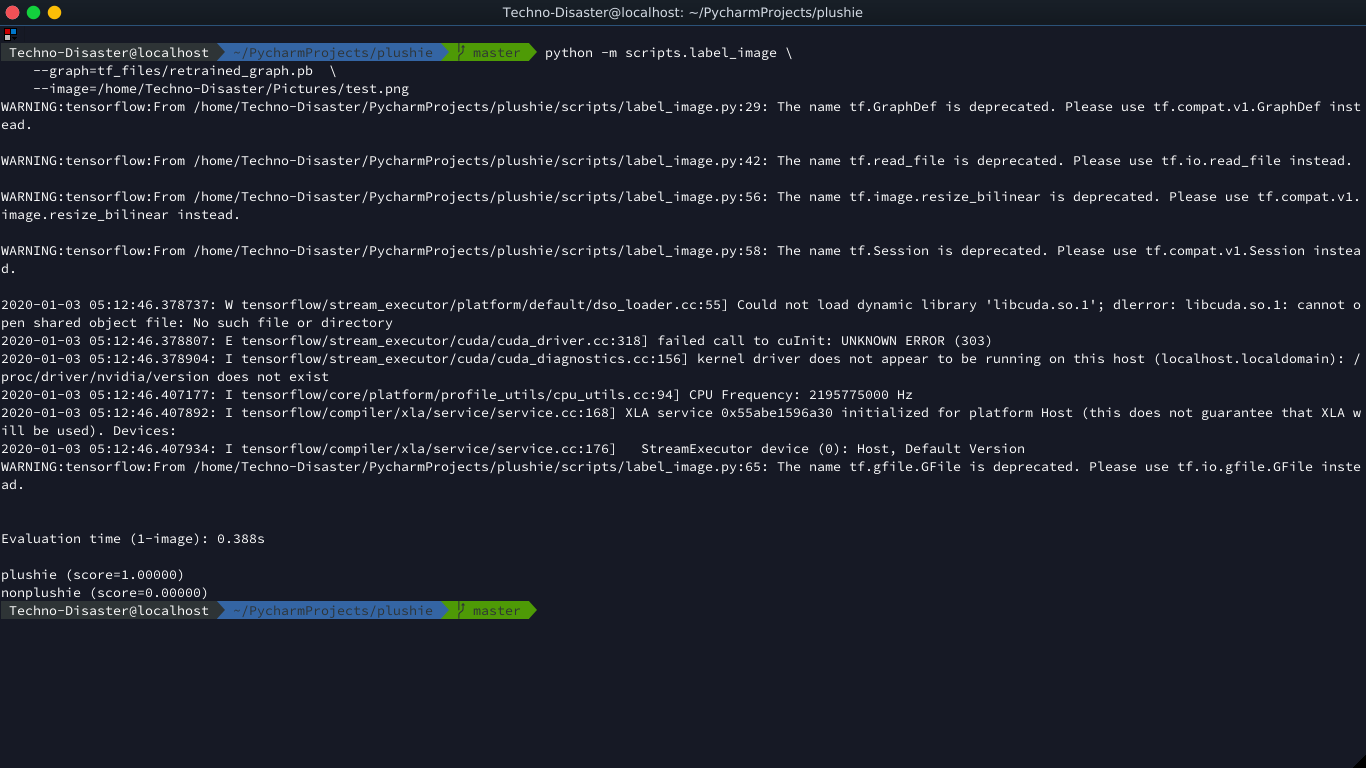 Techno-Disaster@localhost: ~/PycharmProjects/plushie
Techno-Disaster@localhost ~/PycharmProjects/plushie master python -m scripts.label_image \
    --graph=tf_files/retrained_graph.pb  \
    --image=/home/Techno-Disaster/Pictures/test.png
WARNING:tensorflow:From /home/Techno-Disaster/PycharmProjects/plushie/scripts/label_image.py:29: The name tf.GraphDef is deprecated. Please use tf.compat.v1.GraphDef inst
ead.
WARNING:tensorflow:From /home/Techno-Disaster/PycharmProjects/plushie/scripts/label_image.py:42: The name tf.read_file is deprecated. Please use tf.io.read_file instead.
WARNING:tensorflow:From /home/Techno-Disaster/PycharmProjects/plushie/scripts/label_image.py:56: The name tf.image.resize_bilinear is deprecated. Please use tf.compat.v1.
image.resize_bilinear instead.
WARNING:tensorflow:From /home/Techno-Disaster/PycharmProjects/plushie/scripts/label_image.py:58: The name tf.Session is deprecated. Please use tf.compat.v1.Session instea
d.
2020-01-03 05:12:46.378737: W tensorflow/stream_executor/platform/default/dso_loader.cc:55] Could not load dynamic library 'libcuda.so.1'; dlerror: libcuda.so.1: cannot o
pen shared object file: No such file or directory
2020-01-03 05:12:46.378807: E tensorflow/stream_executor/cuda/cuda_driver.cc:318] failed call to cuInit: UNKNOWN ERROR (303)
2020-01-03 05:12:46.378904: I tensorflow/stream_executor/cuda/cuda_diagnostics.cc:156] kernel driver does not appear to be running on this host (localhost.localdomain): /
proc/driver/nvidia/version does not exist
2020-01-03 05:12:46.407177: I tensorflow/core/platform/profile_utils/cpu_utils.cc:94] CPU Frequency: 2195775000 Hz
2020-01-03 05:12:46.407892: I tensorflow/compiler/xla/service/service.cc:168] XLA service 0x55abe1596a30 initialized for platform Host (this does not guarantee that XLA w
ill be used). Devices:
2020-01-03 05:12:46.407934: I tensorflow/compiler/xla/service/service.cc:176]   StreamExecutor device (0): Host, Default Version
WARNING:tensorflow:From /home/Techno-Disaster/PycharmProjects/plushie/scripts/label_image.py:65: The name tf.gfile.GFile is deprecated. Please use tf.io.gfile.GFile inste
ad.
Evaluation time (1-image): 0.388s
plushie (score=1.00000)
nonplushie (score=0.00000)
Techno-Disaster@localhost ~/PycharmProjects/plushie master